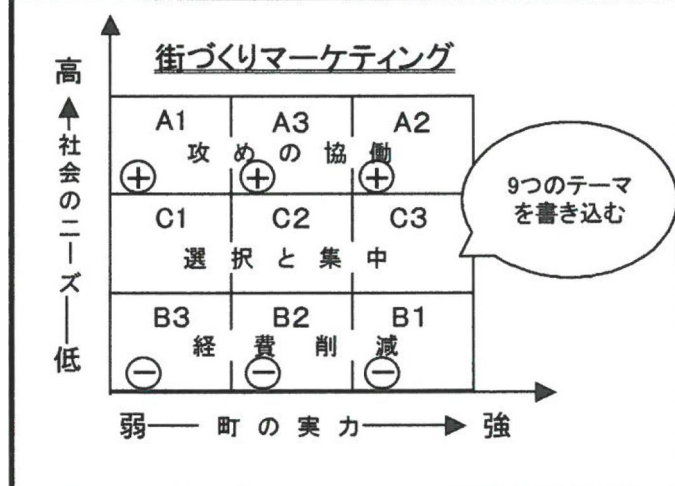 街づくりマーケティング
高
社会のニーズ
低
A1 A3 A2
攻めの協働
+ + +
C1 C2 C3
選択と集中
B3 B2 B1
経費削減
− − −
9つのテーマ
を書き込む
弱 町の実力 強